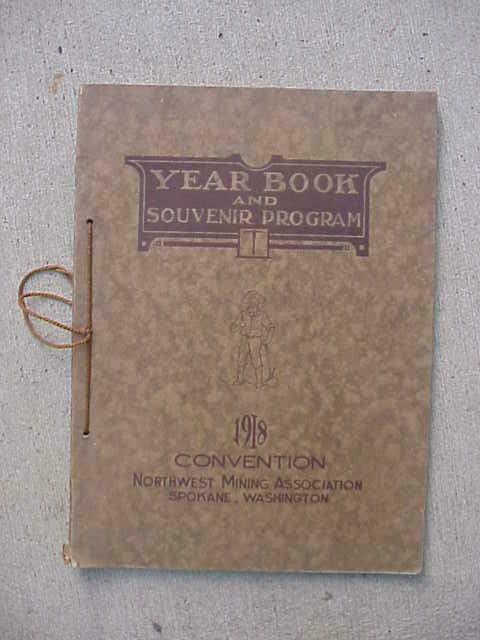 YEAR BOOK
AND
SOUVENIR PROGRAM
I
1918
CONVENTION
NORTHWEST MINING ASSOCIATION
SPOKANE, WASHINGTON